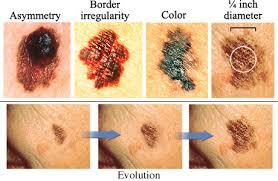 Asymmetry
Border
irregularity
Color
¼ inch
diameter
Evolution